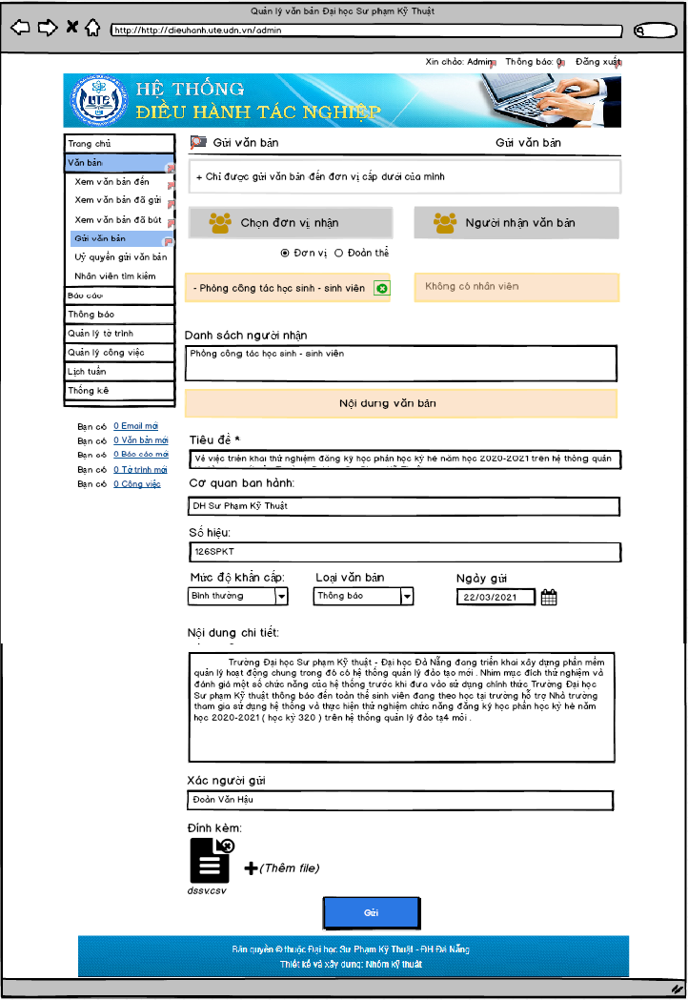 Quản lý văn bản Đại học Sư phạm Kỹ Thuật
http://http://dieuhanh.ute.udn.vn/admin
Xin chào: Admin Thông báo: 0 Đăng xuất
UTE
HỆ THỐNG
ĐIỀU HÀNH TÁC NGHIỆP
Trang chủ
Văn bản
Xem văn bản đến
Xem văn bản đã gửi
Xem văn bản đã bút
Gửi văn bản
Uỷ quyền gửi văn bản
Nhân viên tìm kiếm
Báo cáo
Thông báo
Quản lý tờ trình
Quản lý công việc
Lịch tuần
Thống kê
Bạn có 0 Email mới
Bạn có 0 Văn bản mới
Bạn có 0 Báo cáo mới
Bạn có 0 Tờ trình mới
Bạn có 0 Công việc
Gửi văn bản Gửi văn bản
+ Chỉ được gửi văn bản đến đơn vị cấp dưới của mình
Chọn đơn vị nhận Người nhận văn bản
Đơn vị Đoàn thể
- Phòng công tác học sinh - sinh viên Không có nhân viên
Danh sách người nhận
Phòng công tác học sinh - sinh viên
Nội dung văn bản
Tiêu đề *
Về việc triển khai thử nghiệm đăng ký học phần học kỳ hè năm học 2020-2021 trên hệ thống quản
Cơ quan ban hành:
DH Sư Phạm Kỹ Thuật
Số hiệu:
126SPKT
Mức độ khẩn cấp: Loại văn bản Ngày gửi
Bình thường Thông báo 22/03/2021
Nội dung chi tiết:
Trường Đại học Sư phạm Kỹ thuật - Đại học Đà Nẵng đang triển khai xây dựng phần mềm
quản lý hoạt động chung trong đó có hệ thống quản lý đào tạo mới . Nhìm mục đích thử nghiệm và
đánh giá một số chức năng của hệ thống trước khi đưa vào sử dụng chính thức Trường Đại học
Sư phạm Kỹ thuật thông báo đến toàn thể sinh viên đang theo học tại trường hỗ trợ Nhà trường
tham gia sử dụng hệ thống và thực hiện thử nghiệm chức năng đăng ký học phần học kỳ hè năm
học 2020-2021 ( học kỳ 320 ) trên hệ thống quản lý đào tạ4 mới .
Xác người gửi
Đoàn Văn Hậu
Đính kèm:
(Thêm file)
dssv.csv
Gửi
Bản quyền © thuộc Đại học Sư Phạm Kỹ Thuật - ĐH Đà Nẵng
Thiết kế và xây dựng: Nhóm kỹ thuật